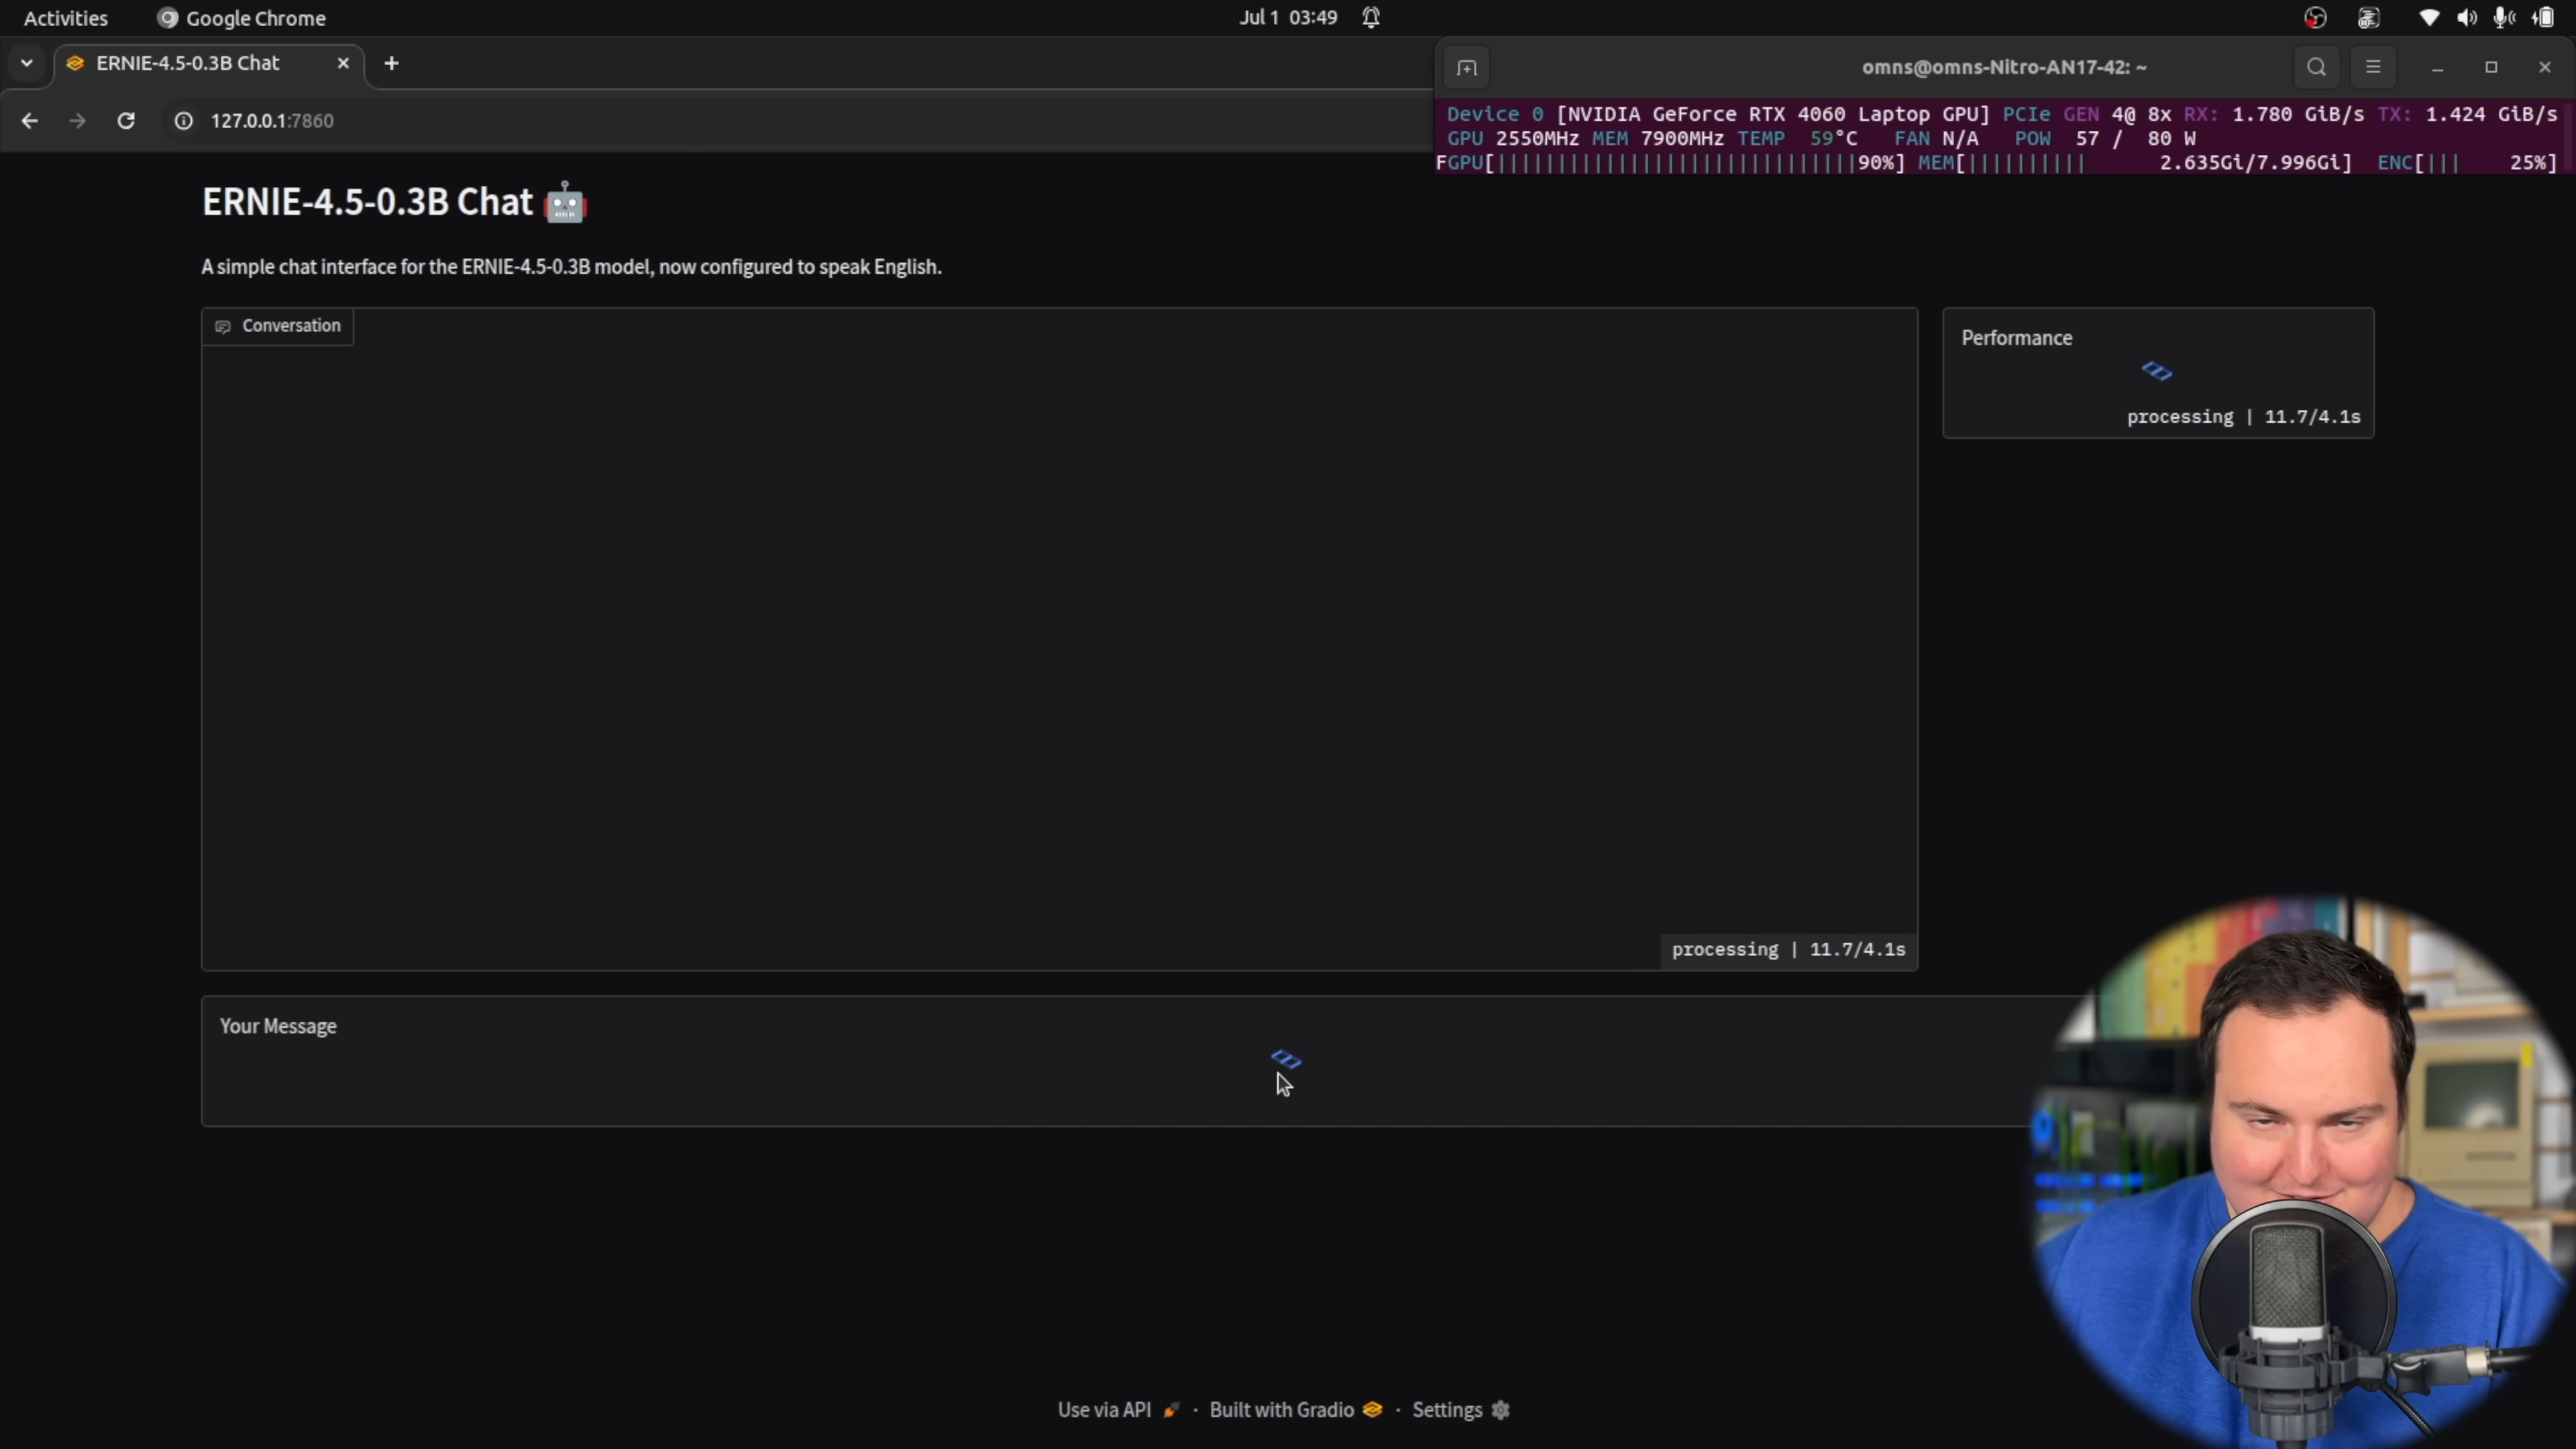 Activities Google Chrome Jul 1 03:49
ERNIE-4.5-0.3B Chat
omns@omns-Nitro-AN17-42: ~
127.0.0.1:7860
Device 0 [NVIDIA GeForce RTX 4060 Laptop GPU] PCIe GEN 4@ 8x RX: 1.780 GiB/s TX: 1.424 GiB/s
GPU 2550MHz MEM 7900MHz TEMP 59°C FAN N/A POW 57 / 80 W
FGPU[||||||||||||||||||||||||||||||90%] MEM[|||||||||| 2.635Gi/7.996Gi] ENC[||| 25%]
ERNIE-4.5-0.3B Chat 🤖
A simple chat interface for the ERNIE-4.5-0.3B model, now configured to speak English.
Conversation
Performance
processing | 11.7/4.1s
processing | 11.7/4.1s
Your Message
Use via API 🚀 · Built with Gradio · Settings ⚙️